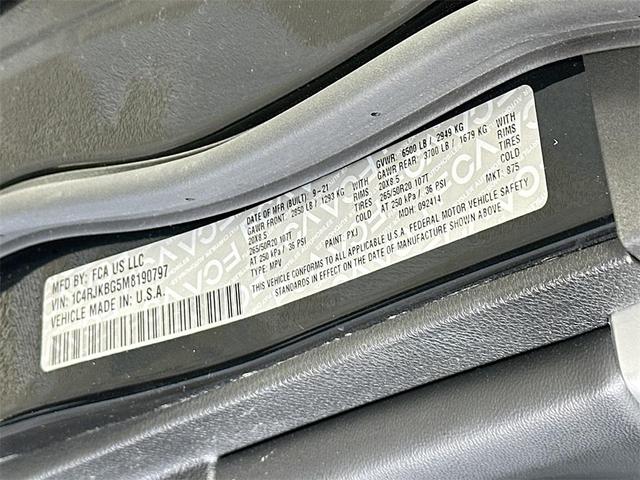 MFD BY: FCA US LLC
VIN: 1C4RJKBG5M8190797
VEHICLE MADE IN: U.S.A.
DATE OF MFR (BUILT) 9-21
GAWR FRONT: 2850 LB / 1293 KG WITH
20X8.5 RIMS
265/50R20 107T TIRES
AT 250 kPa / 36 PSI COLD
TYPE: MPV PAINT: PXJ
GVWR: 6500 LB / 2949 KG
GAWR REAR: 3700 LB / 1679 KG WITH
20X8.5 RIMS
265/50R20 107T TIRES
AT 250 kPa / 36 PSI COLD
MDH: 092414 MKT: 875
THIS VEHICLE CONFORMS TO ALL APPLICABLE U.S.A. FEDERAL MOTOR VEHICLE SAFETY
STANDARDS IN EFFECT ON THE DATE OF MANUFACTURE SHOWN ABOVE.
FCA